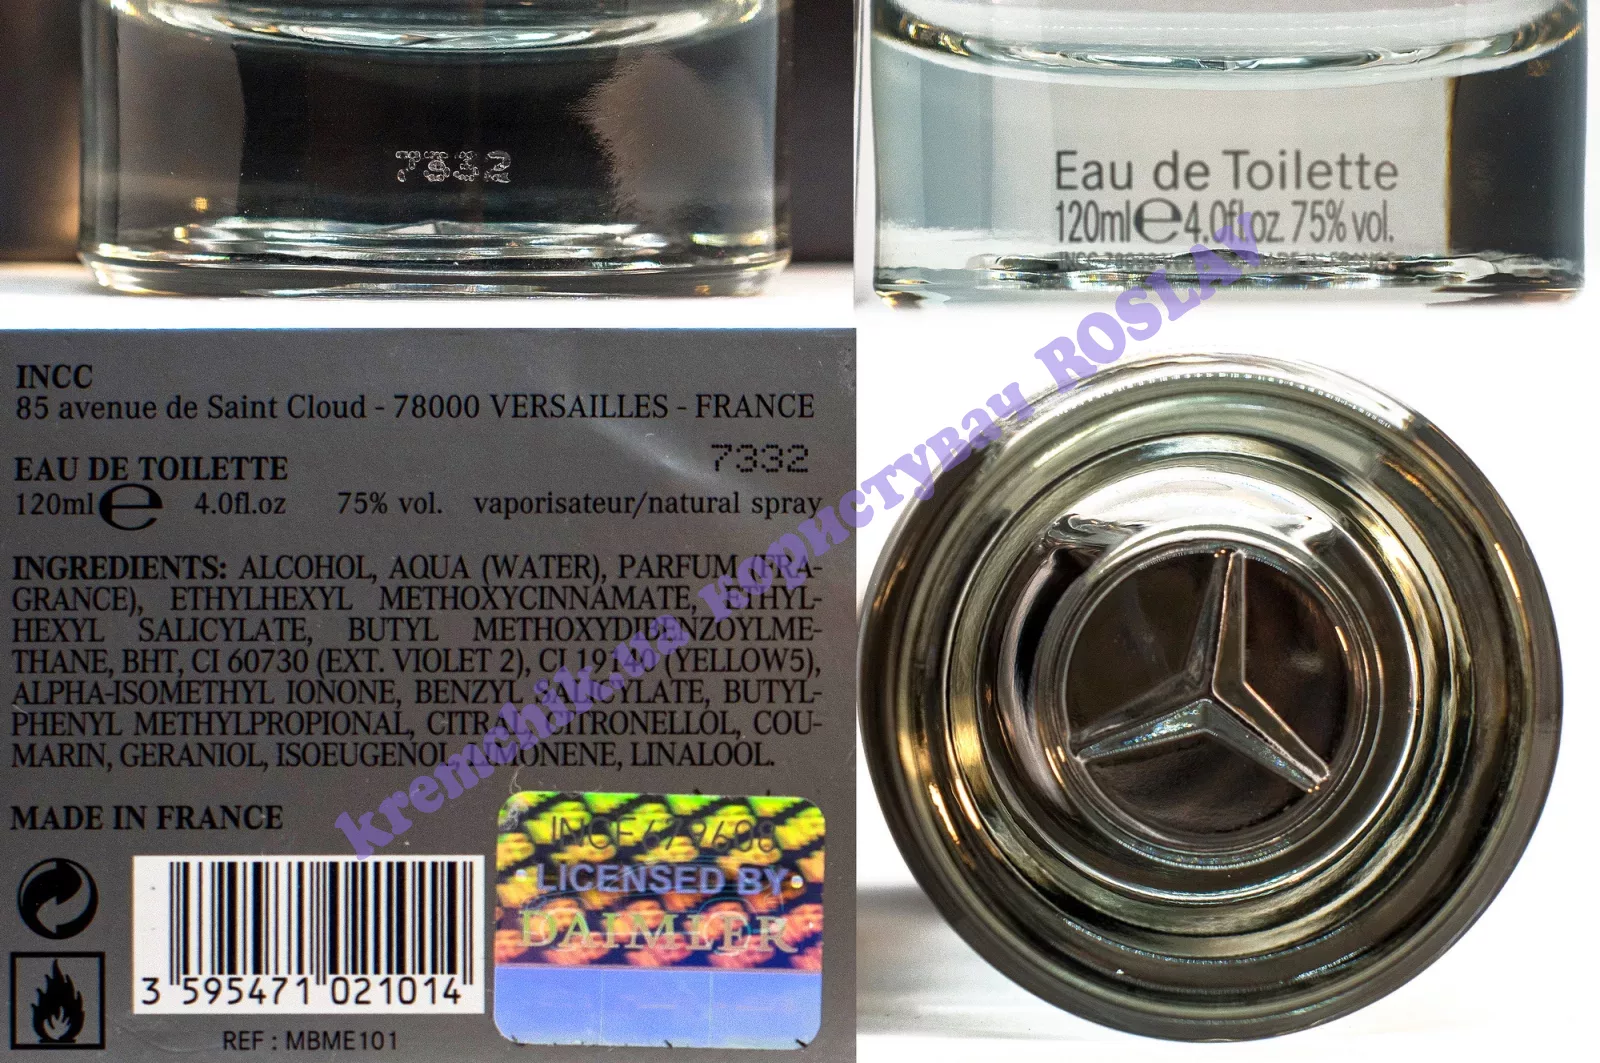 7332
Eau de Toilette
120ml e 4.0fl.oz 75% vol.
INCC
85 avenue de Saint Cloud - 78000 VERSAILLES - FRANCE
7332
EAU DE TOILETTE
120ml e 4.0fl.oz 75% vol. vaporisateur/natural spray
INGREDIENTS: ALCOHOL, AQUA (WATER), PARFUM (FRA-
GRANCE), ETHYLHEXYL METHOXYCINNAMATE, ETHYL-
HEXYL SALICYLATE, BUTYL METHOXYDIBENZOYLME-
THANE, BHT, CI 60730 (EXT. VIOLET 2), CI 19140 (YELLOW5),
ALPHA-ISOMETHYL IONONE, BENZYL SALICYLATE, BUTYL-
PHENYL METHYLPROPIONAL, CITRAL, CITRONELLOL, COU-
MARIN, GERANIOL, ISOEUGENOL, LIMONENE, LINALOOL.
MADE IN FRANCE
INCE679608
LICENSED BY
DAIMLER
3 595471 021014
REF : MBME101
kremchik.ua користувач ROSLAV